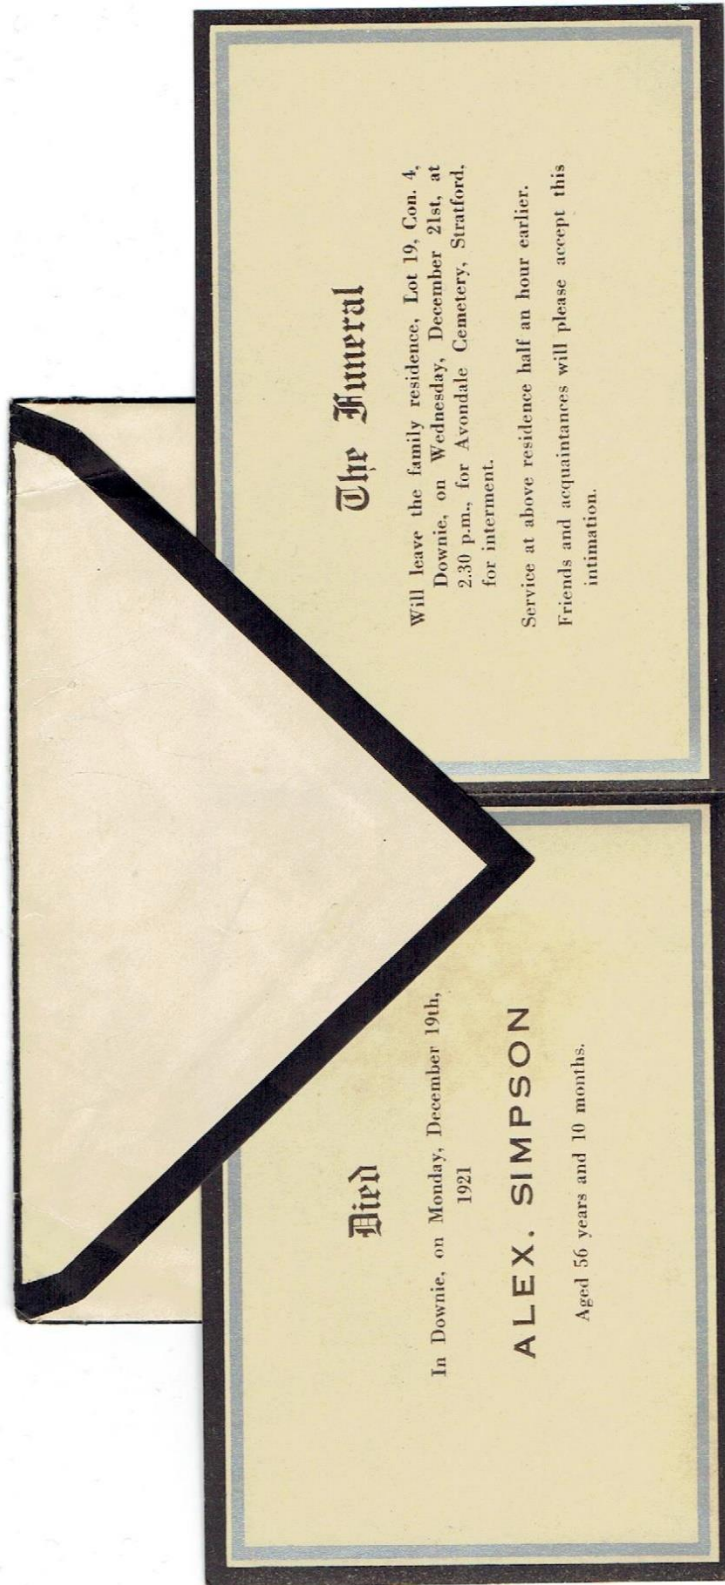 Died
In Downie, on Monday, December 19th,
1921
ALEX. SIMPSON
Aged 56 years and 10 months.
The Funeral
Will leave the family residence, Lot 19, Con. 4,
Downie, on Wednesday, December 21st, at
2.30 p.m., for Avondale Cemetery, Stratford,
for interment.
Service at above residence half an hour earlier.
Friends and acquaintances will please accept this
intimation.